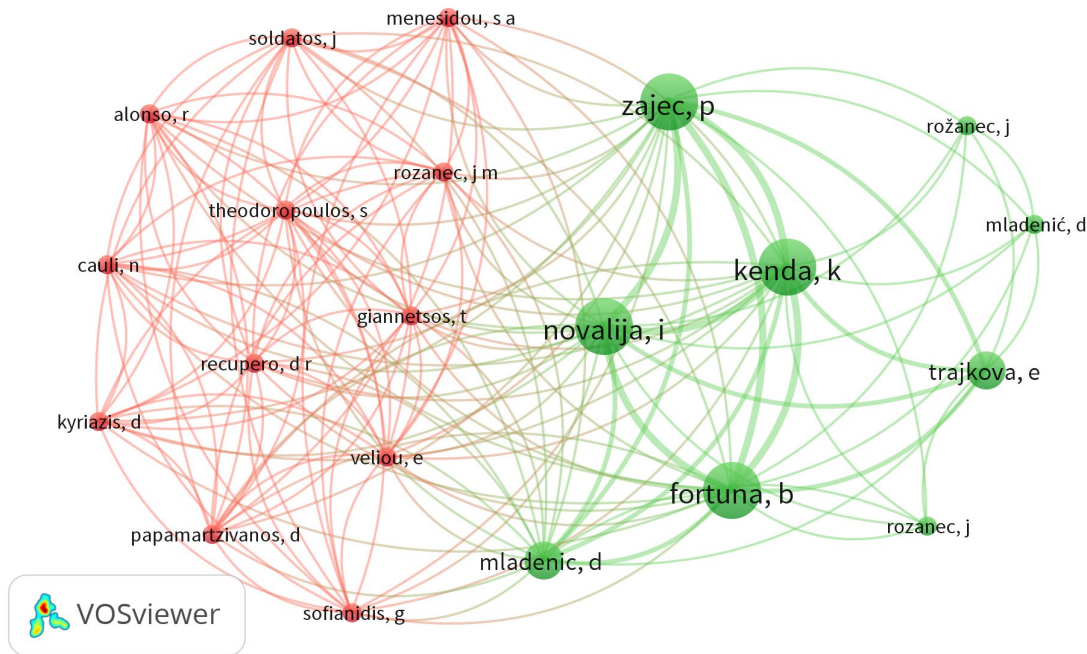 menesidou, s a
soldatos, j
zajec, p
alonso, r
rožanec, j
rozanec, j m
theodoropoulos, s
mladenić, d
cauli, n
kenda, k
giannetsos, t
novalija, i
recupero, d r
trajkova, e
kyriazis, d
veliou, e
fortuna, b
rozanec, j
papamartzivanos, d
mladenic, d
sofianidis, g
VOSviewer